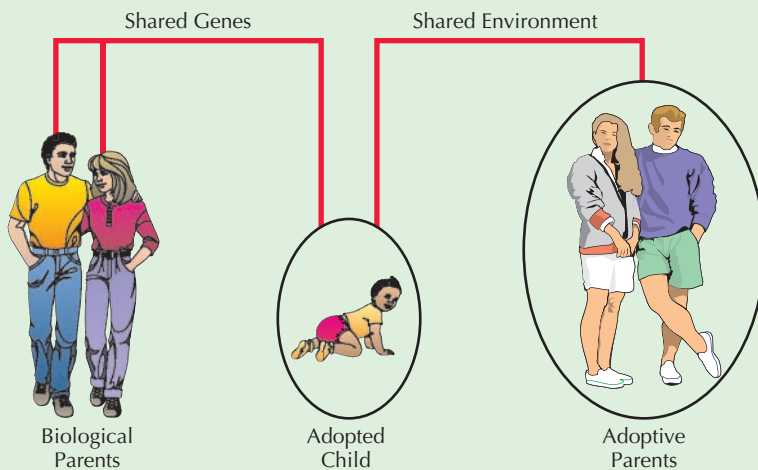 Shared Genes
Shared Environment
Biological
Parents
Adopted
Child
Adoptive
Parents